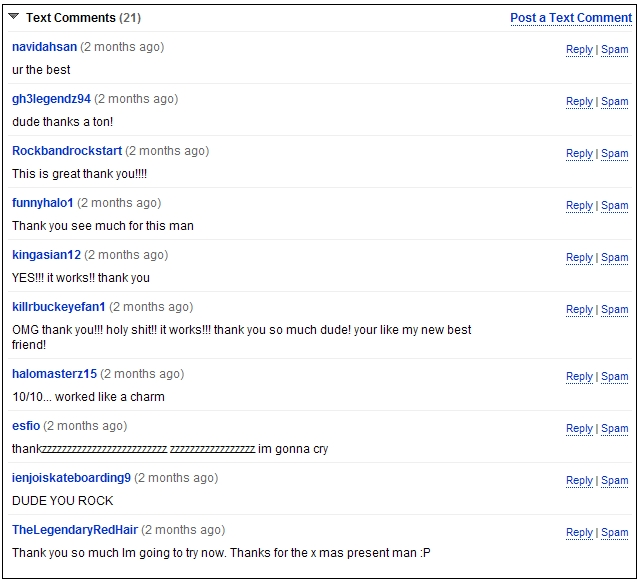 Text Comments (21) Post a Text Comment
navidahsan (2 months ago) Reply | Spam
ur the best
gh3legendz94 (2 months ago) Reply | Spam
dude thanks a ton!
Rockbandrockstart (2 months ago) Reply | Spam
This is great thank you!!!!
funnyhalo1 (2 months ago) Reply | Spam
Thank you see much for this man
kingasian12 (2 months ago) Reply | Spam
YES!!! it works!! thank you
killrbuckeyefan1 (2 months ago) Reply | Spam
OMG thank you!!! holy shit!! it works!!! thank you so much dude! your like my new best
friend!
halomasterz15 (2 months ago) Reply | Spam
10/10... worked like a charm
esfio (2 months ago) Reply | Spam
thankzzzzzzzzzzzzzzzzzzzzzzzzz zzzzzzzzzzzzzzzzz im gonna cry
ienjoiskateboarding9 (2 months ago) Reply | Spam
DUDE YOU ROCK
TheLegendaryRedHair (2 months ago) Reply | Spam
Thank you so much Im going to try now. Thanks for the x mas present man :P